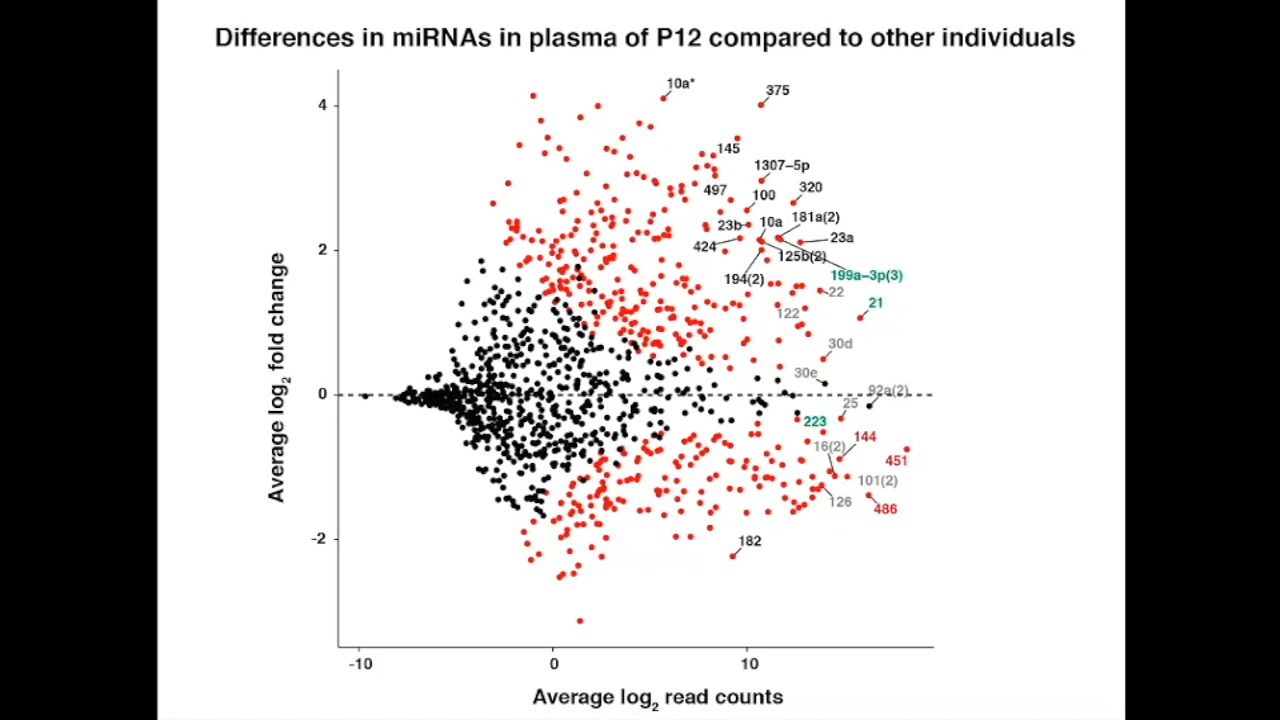 Differences in miRNAs in plasma of P12 compared to other individuals
Average log2 fold change
4
2
0
-2
10a*
375
145
1307–5p
497
100
320
23b
10a
181a(2)
424
23a
125b(2)
194(2)
199a–3p(3)
22
21
122
30d
30e
92a(2)
25
223
144
16(2)
451
101(2)
126
486
182
-10
0
10
Average log2 read counts